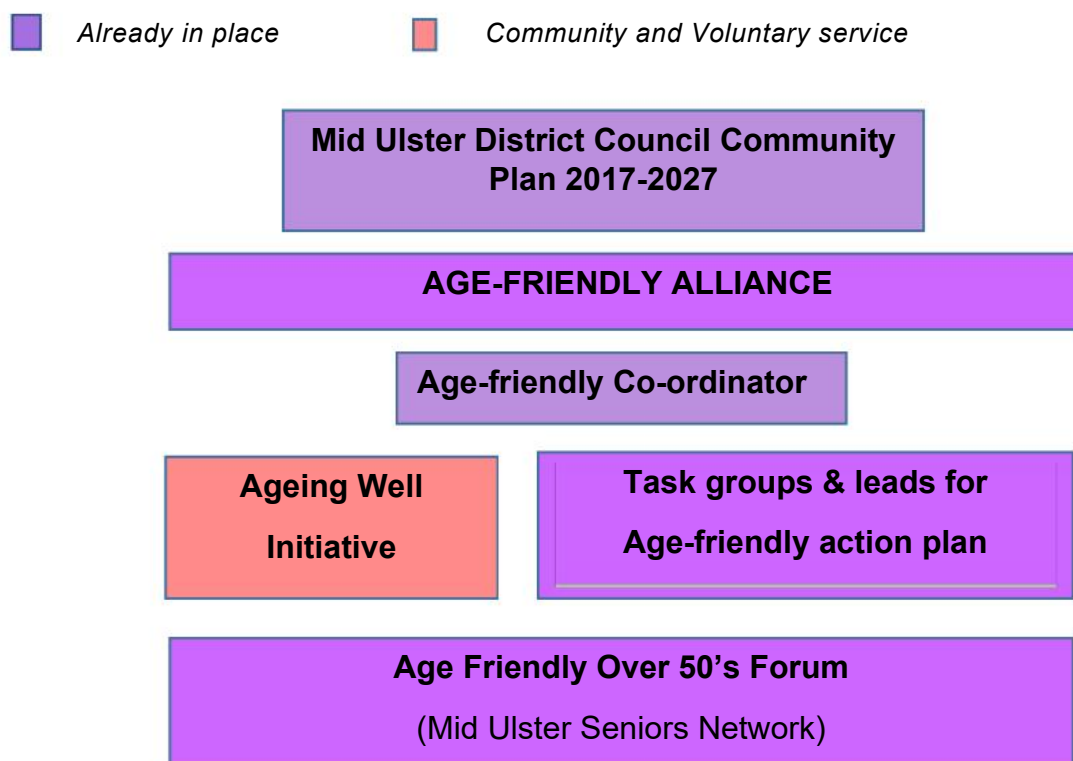 Already in place
Community and Voluntary service
Mid Ulster District Council Community
Plan 2017-2027
AGE-FRIENDLY ALLIANCE
Age-friendly Co-ordinator
Ageing Well
Initiative
Task groups & leads for
Age-friendly action plan
Age Friendly Over 50’s Forum
(Mid Ulster Seniors Network)